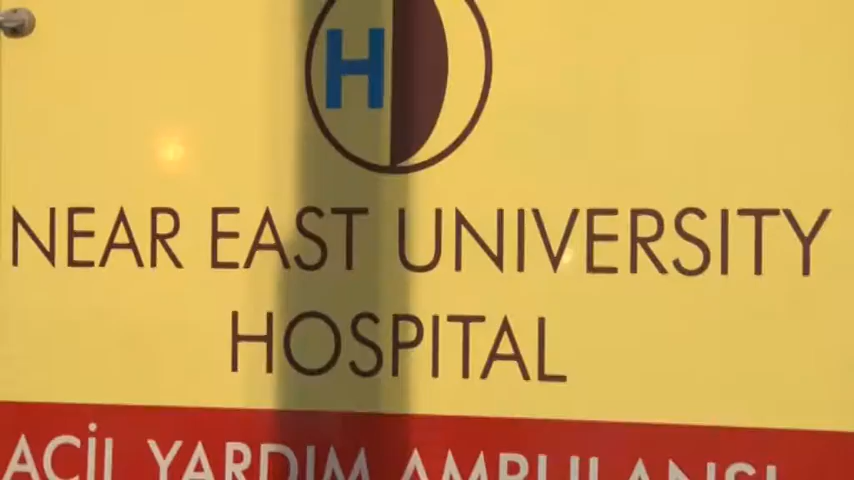 H
NEAR EAST UNIVERSITY
HOSPITAL
ACİL YARDIM AMBULANSI